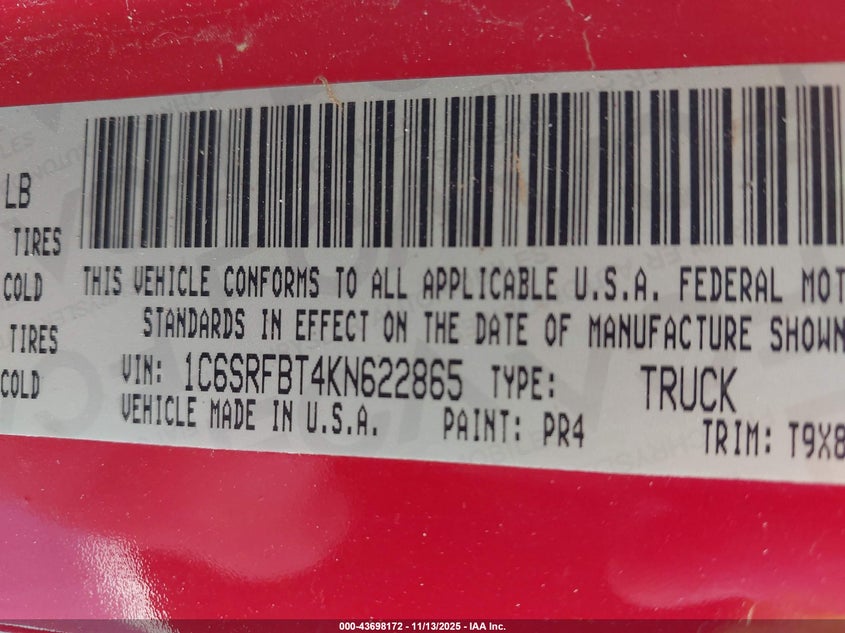 LB
TIRES
COLD
TIRES
COLD
THIS VEHICLE CONFORMS TO ALL APPLICABLE U.S.A. FEDERAL MOT
STANDARDS IN EFFECT ON THE DATE OF MANUFACTURE SHOWN
VIN: 1C6SRFBT4KN622865 TYPE: TRUCK
VEHICLE MADE IN U.S.A. PAINT: PR4 TRIM: T9X8
000-43698172 - 11/13/2025 - IAA Inc.